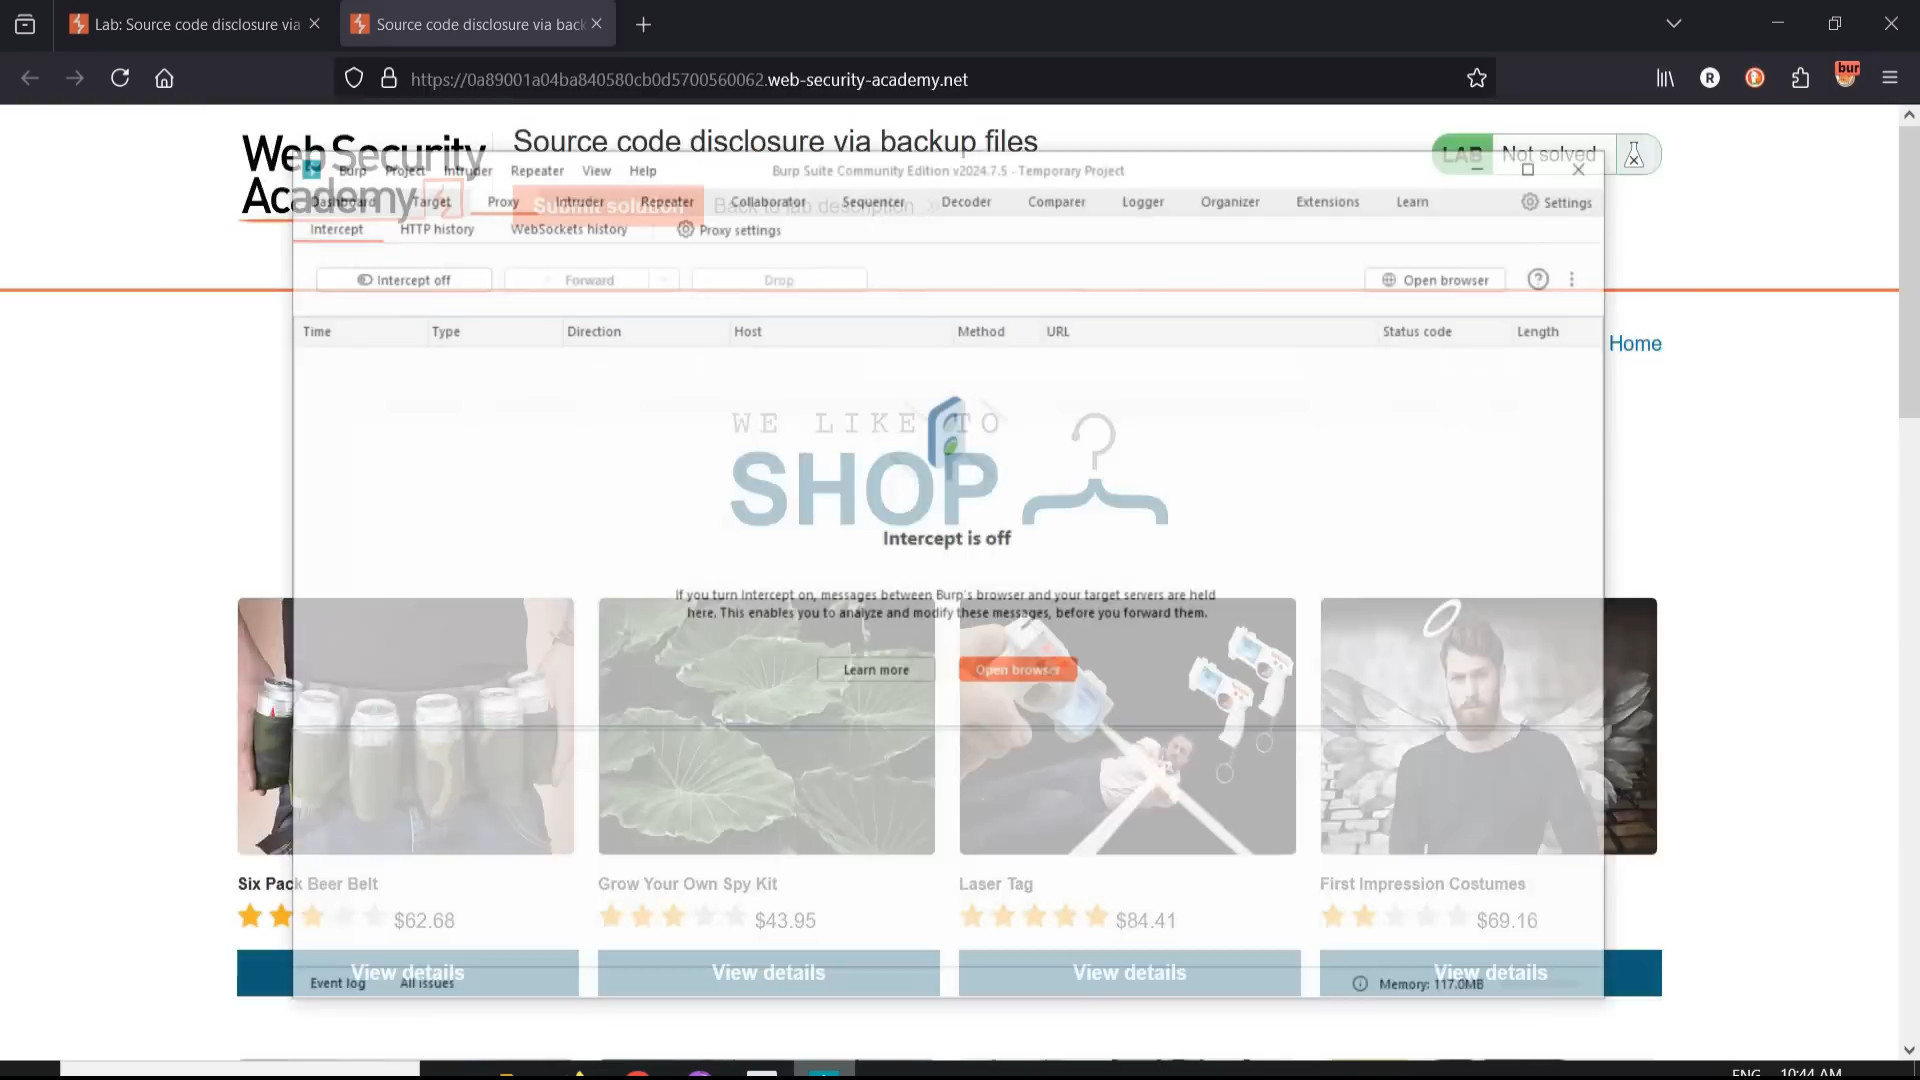 Lab: Source code disclosure via
Source code disclosure via back
https://0a89001a04ba840580cb0d5700560062.web-security-academy.net
R
bur
Web Security
Academy
Source code disclosure via backup files
LAB Not solved
Submit solution
Back to lab description
Burp Project Intruder Repeater View Help
Burp Suite Community Edition v2024.7.5 - Temporary Project
Dashboard Target Proxy Intruder Repeater Collaborator Sequencer Decoder Comparer Logger Organizer Extensions Learn Settings
Intercept HTTP history WebSockets history Proxy settings
Intercept off Forward Drop Open browser
Time Type Direction Host Method URL Status code Length
Home
WE LIKE TO
SHOP
Intercept is off
If you turn Intercept on, messages between Burp's browser and your target servers are held
here. This enables you to analyze and modify these messages, before you forward them.
Learn more Open browser
Six Pack Beer Belt
$62.68
View details
Grow Your Own Spy Kit
$43.95
View details
Laser Tag
$84.41
View details
First Impression Costumes
$69.16
View details
Event log All issues Memory: 117.0MB
ENG 10:44 AM